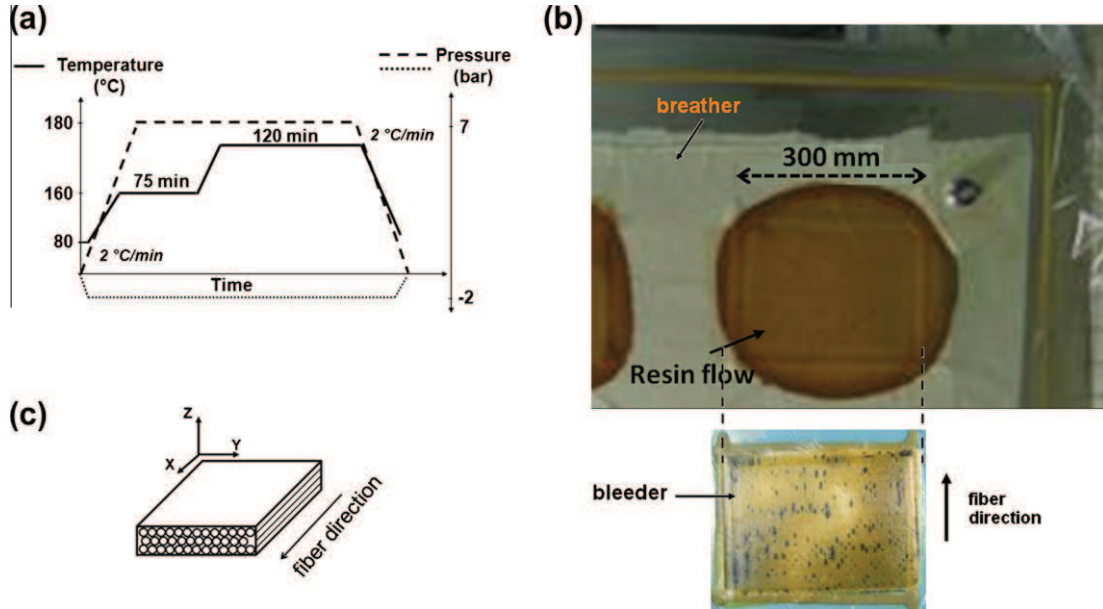 (a)
Temperature
(°C)
Pressure
(bar)
180
160
80
75 min
120 min
2 °C/min
2 °C/min
7
-2
Time
(b)
breather
300 mm
Resin flow
bleeder
fiber
direction
(c)
Z
Y
X
fiber direction